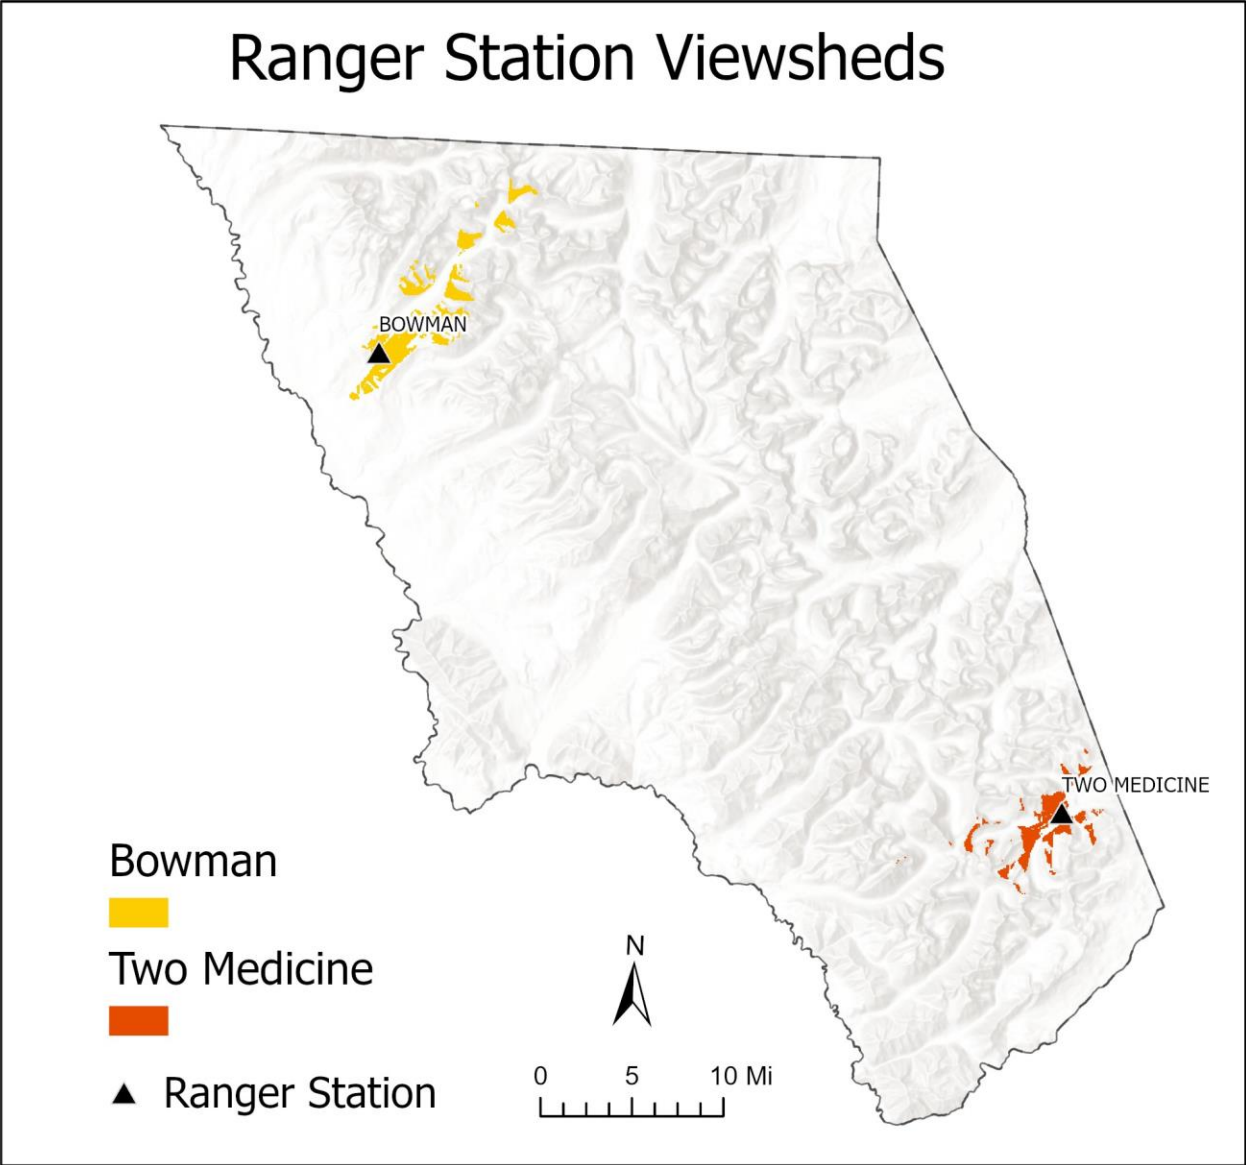 Ranger Station Viewsheds
BOWMAN
TWO MEDICINE
Bowman
Two Medicine
Ranger Station
N
0 5 10 Mi